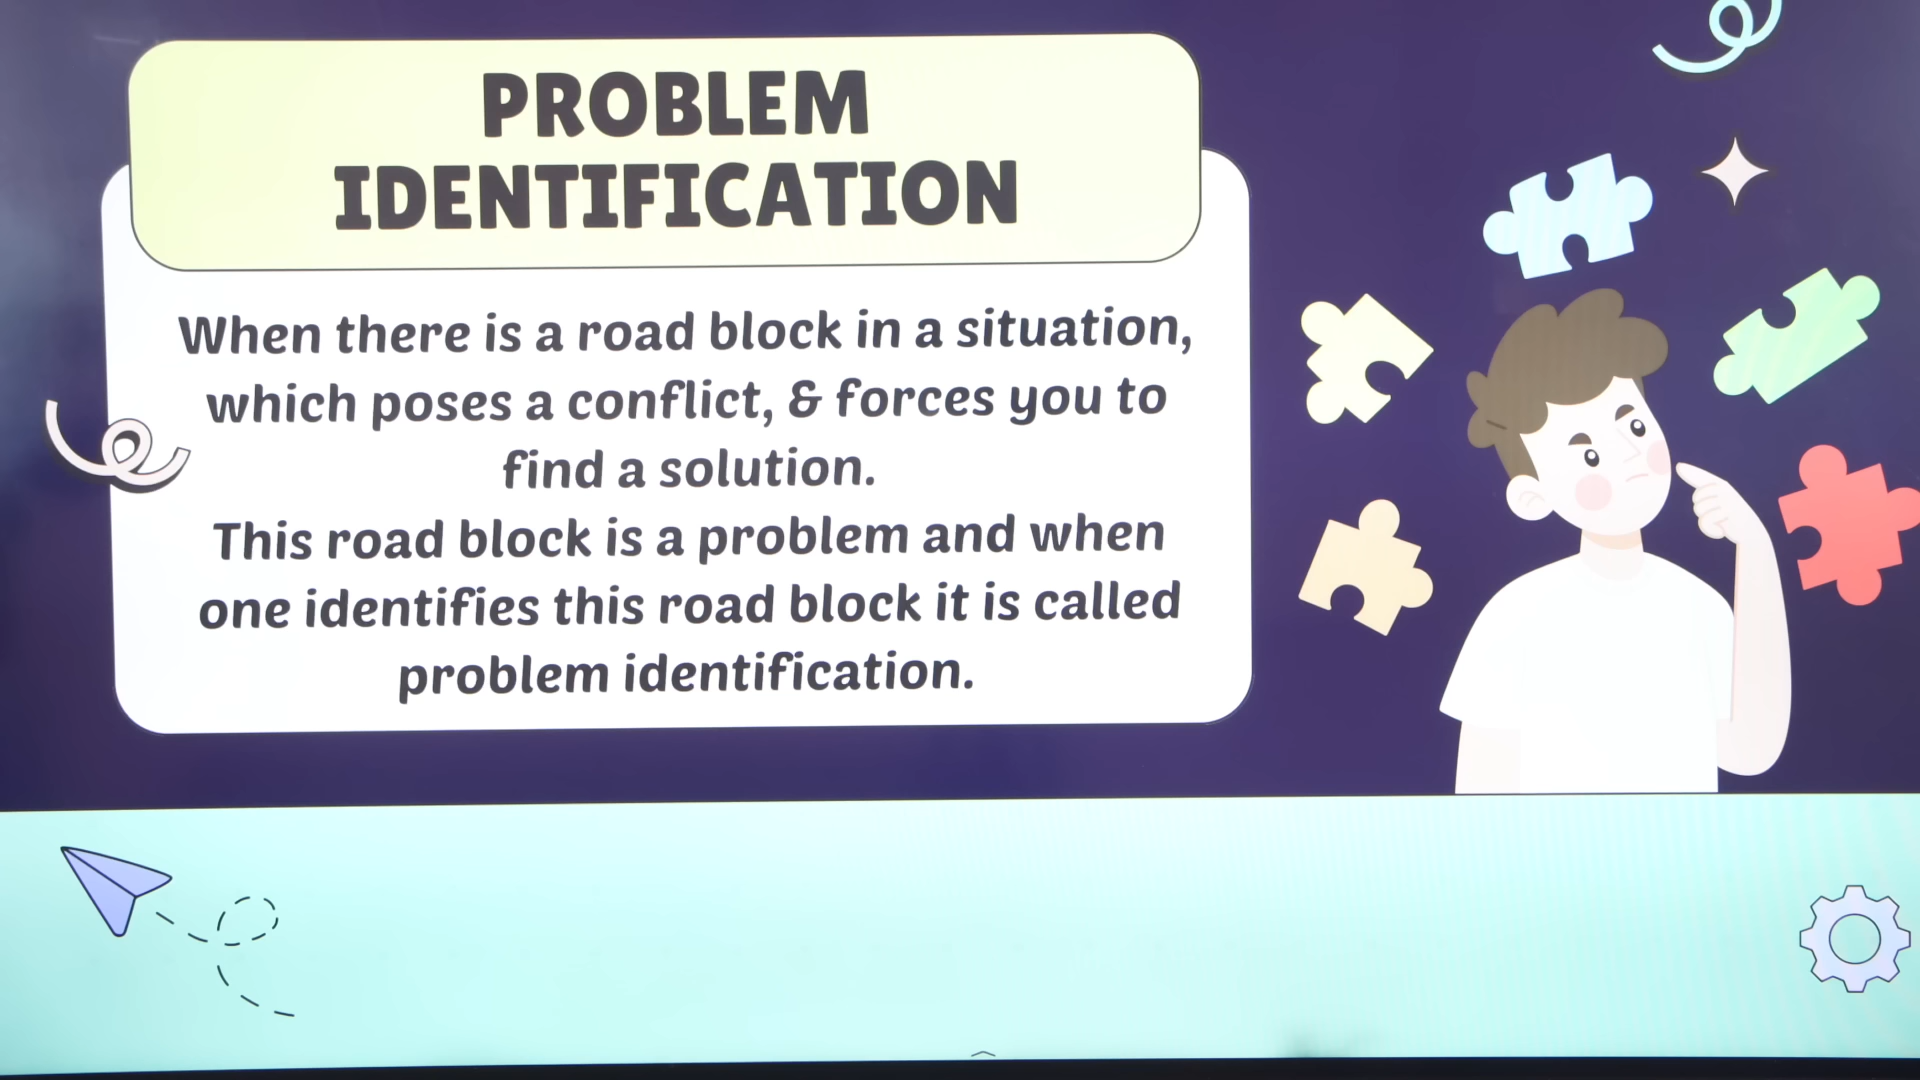 PROBLEM
IDENTIFICATION
When there is a road block in a situation,
which poses a conflict, & forces you to
find a solution.
This road block is a problem and when
one identifies this road block it is called
problem identification.